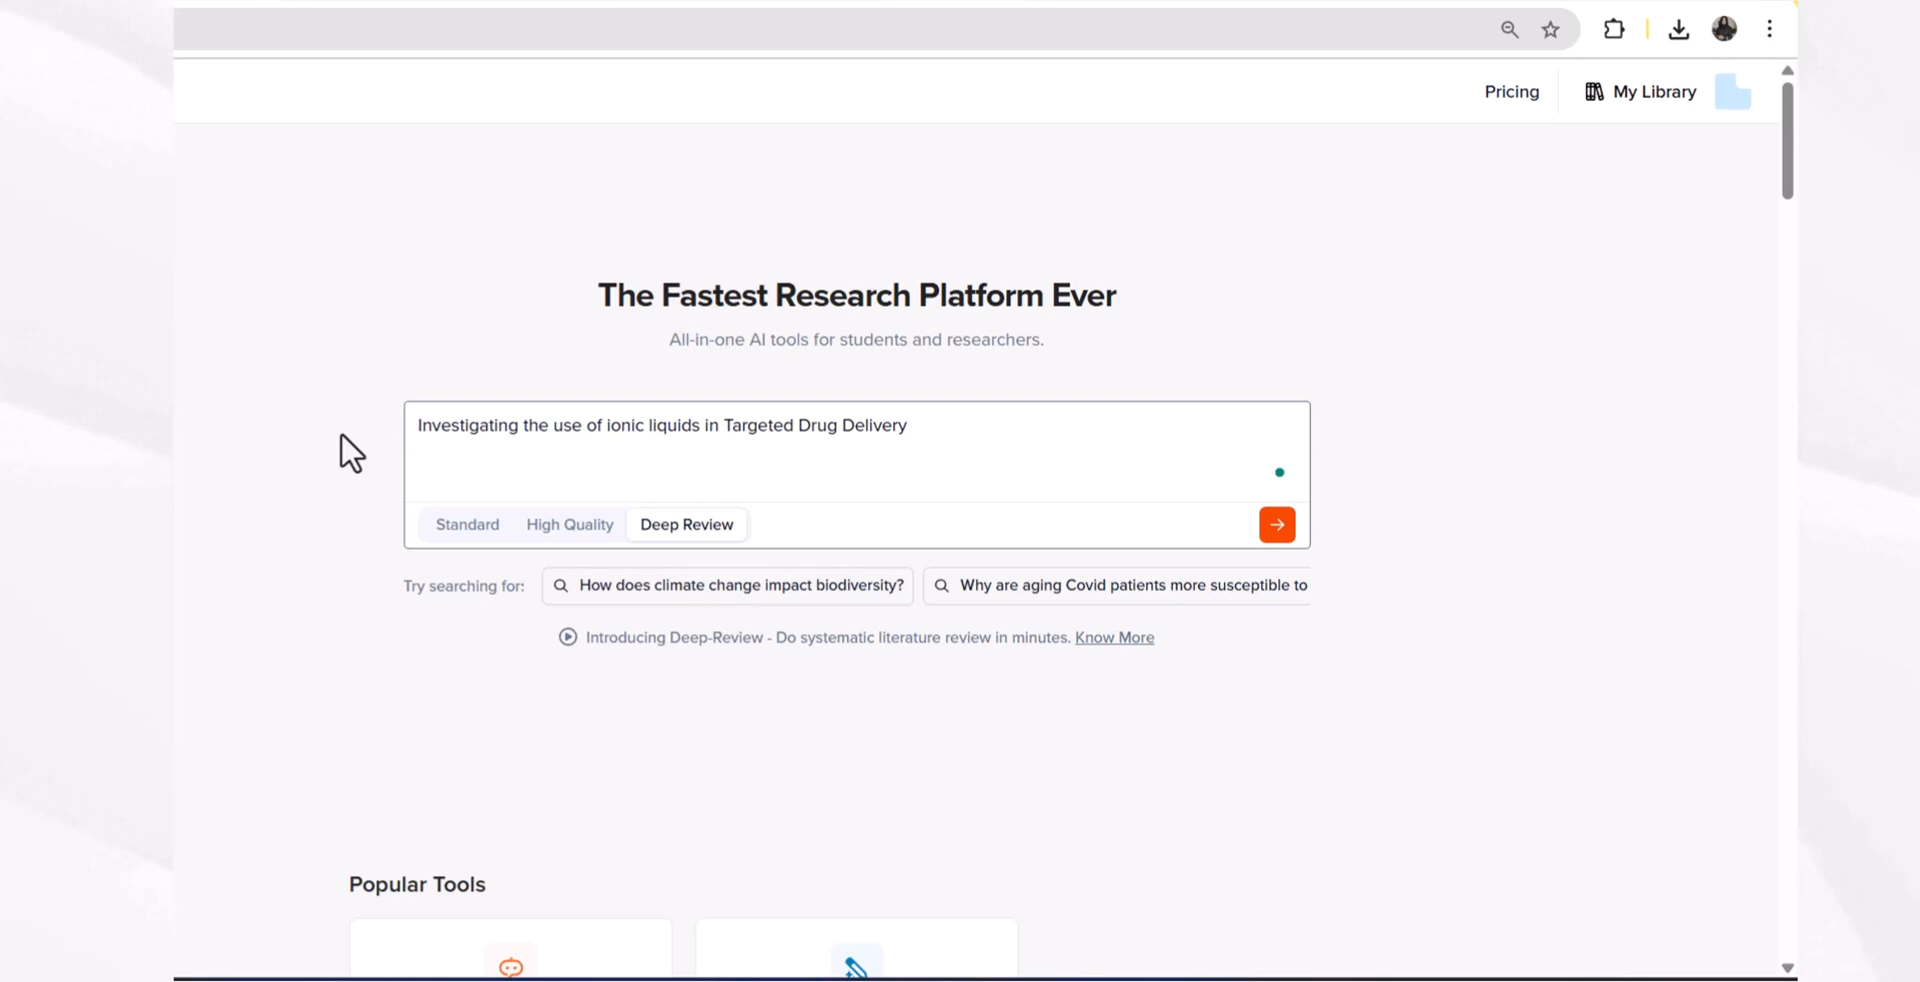 Pricing
My Library
The Fastest Research Platform Ever
All-in-one AI tools for students and researchers.
Investigating the use of ionic liquids in Targeted Drug Delivery
Standard High Quality Deep Review
Try searching for: How does climate change impact biodiversity? Why are aging Covid patients more susceptible to
Introducing Deep-Review - Do systematic literature review in minutes. Know More
Popular Tools